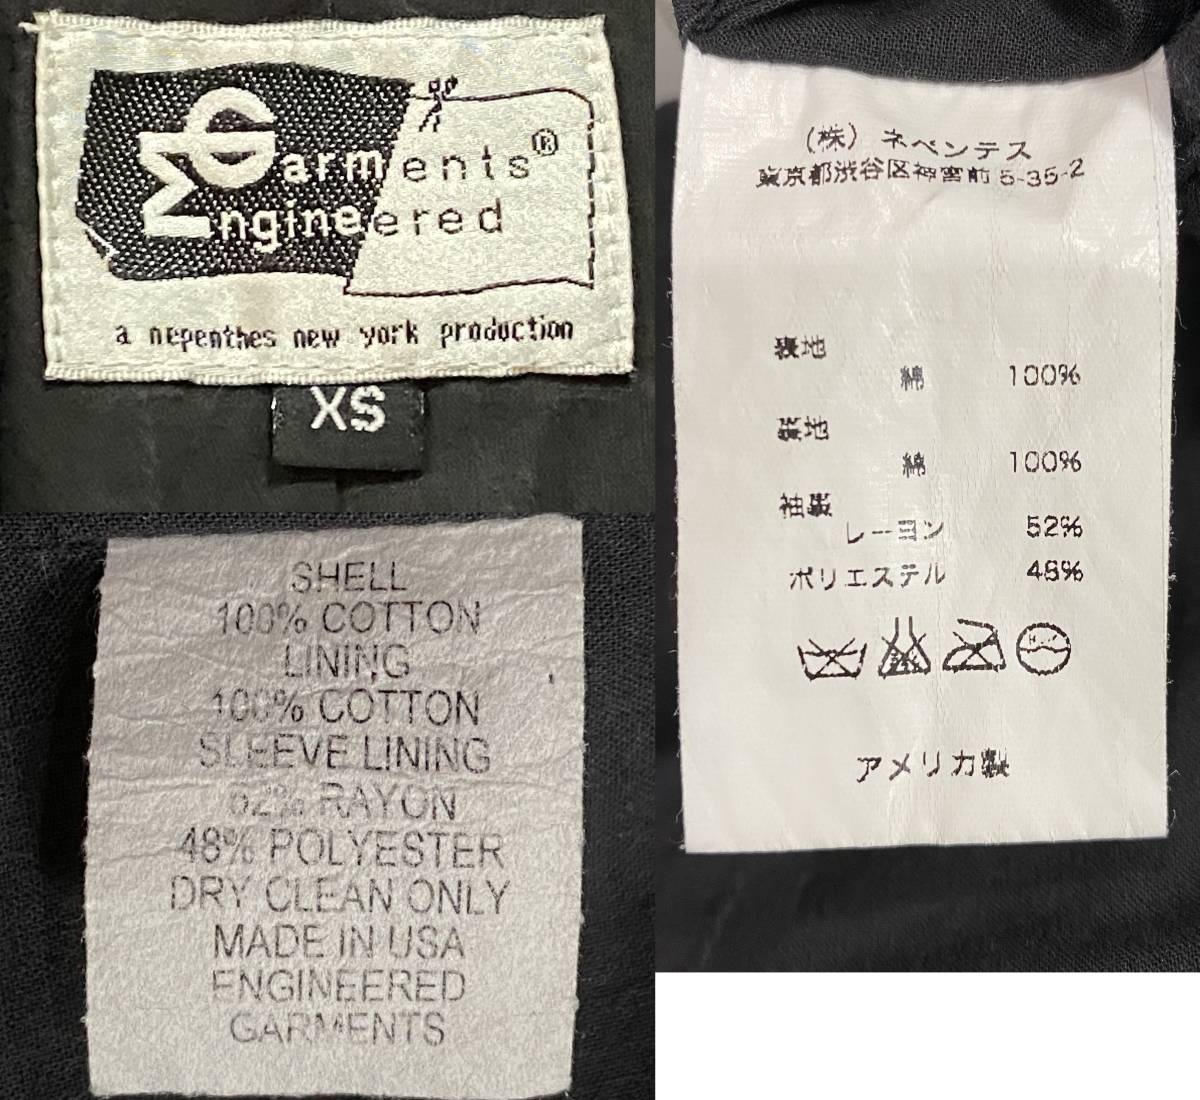 Garments®
Engineered
a nepenthes new york production
XS
SHELL
100% COTTON
LINING
100% COTTON
SLEEVE LINING
52% RAYON
48% POLYESTER
DRY CLEAN ONLY
MADE IN USA
ENGINEERED
GARMENTS
(株) ネペンテス
東京都渋谷区神宮前 5-35-2
表地
綿 100%
裏地
綿 100%
袖裏
レーヨン 52%
ポリエステル 48%
アメリカ製